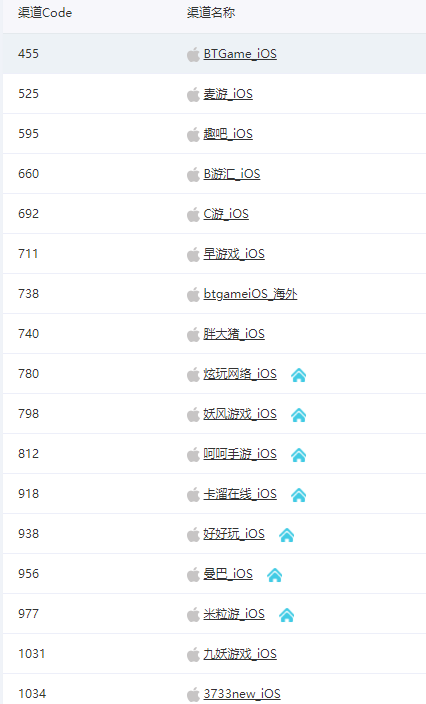 渠道Code 渠道名称
455 BTGame_iOS
525 麦游_iOS
595 趣吧_iOS
660 B游汇_iOS
692 C游_iOS
711 早游戏_iOS
738 btgameiOS_海外
740 胖大猪_iOS
780 炫玩网络_iOS
798 妖风游戏_iOS
812 呵呵手游_iOS
918 卡溜在线_iOS
938 好好玩_iOS
956 曼巴_iOS
977 米粒游_iOS
1031 九妖游戏_iOS
1034 3733new_iOS